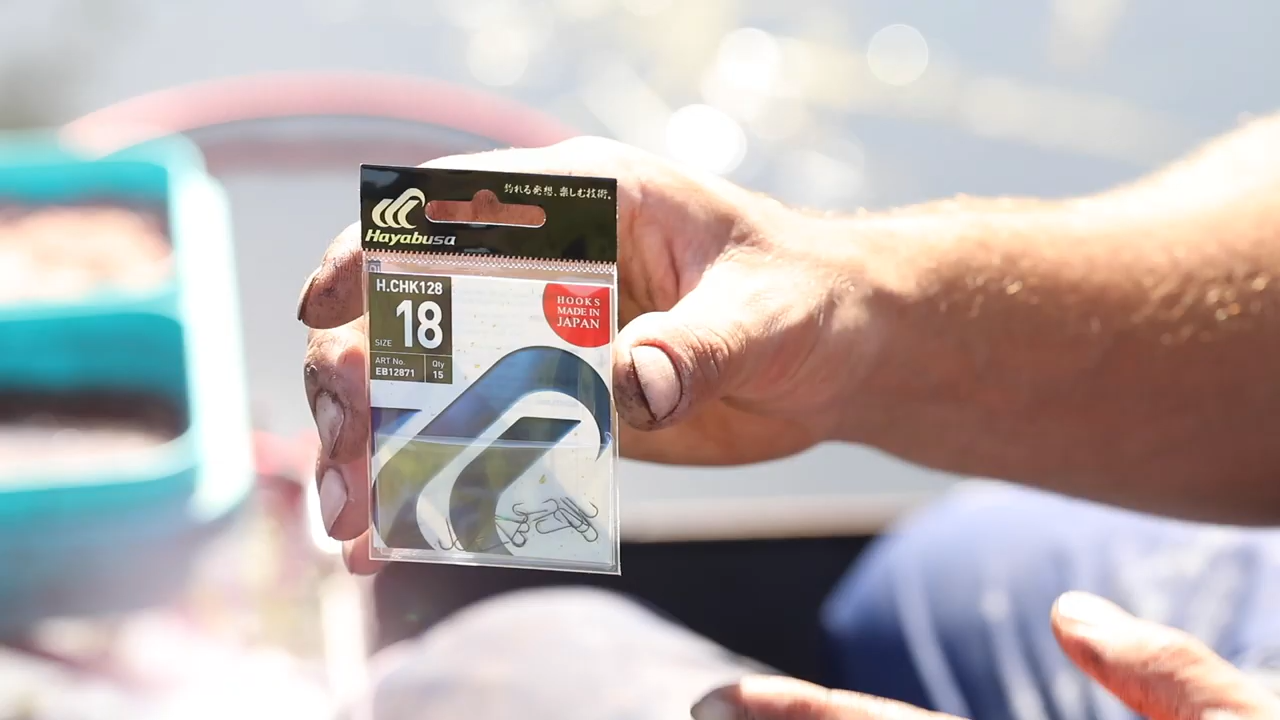 釣れる発想、楽しむ技術。
Hayabusa
H.CHK128
SIZE 18
ART No.
EB12871
Qty
15
HOOKS
MADE IN
JAPAN